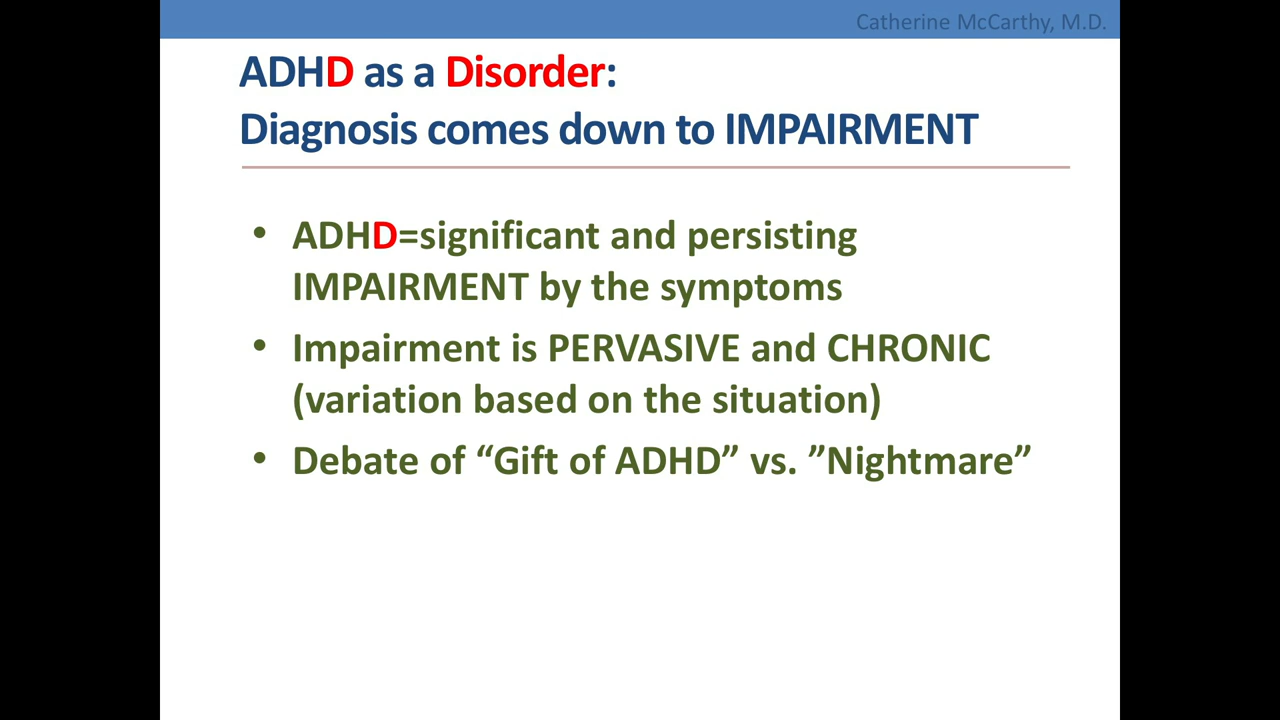 Catherine McCarthy, M.D.
ADHD as a Disorder:
Diagnosis comes down to IMPAIRMENT
• ADHD=significant and persisting
IMPAIRMENT by the symptoms
• Impairment is PERVASIVE and CHRONIC
(variation based on the situation)
• Debate of “Gift of ADHD” vs. ”Nightmare”